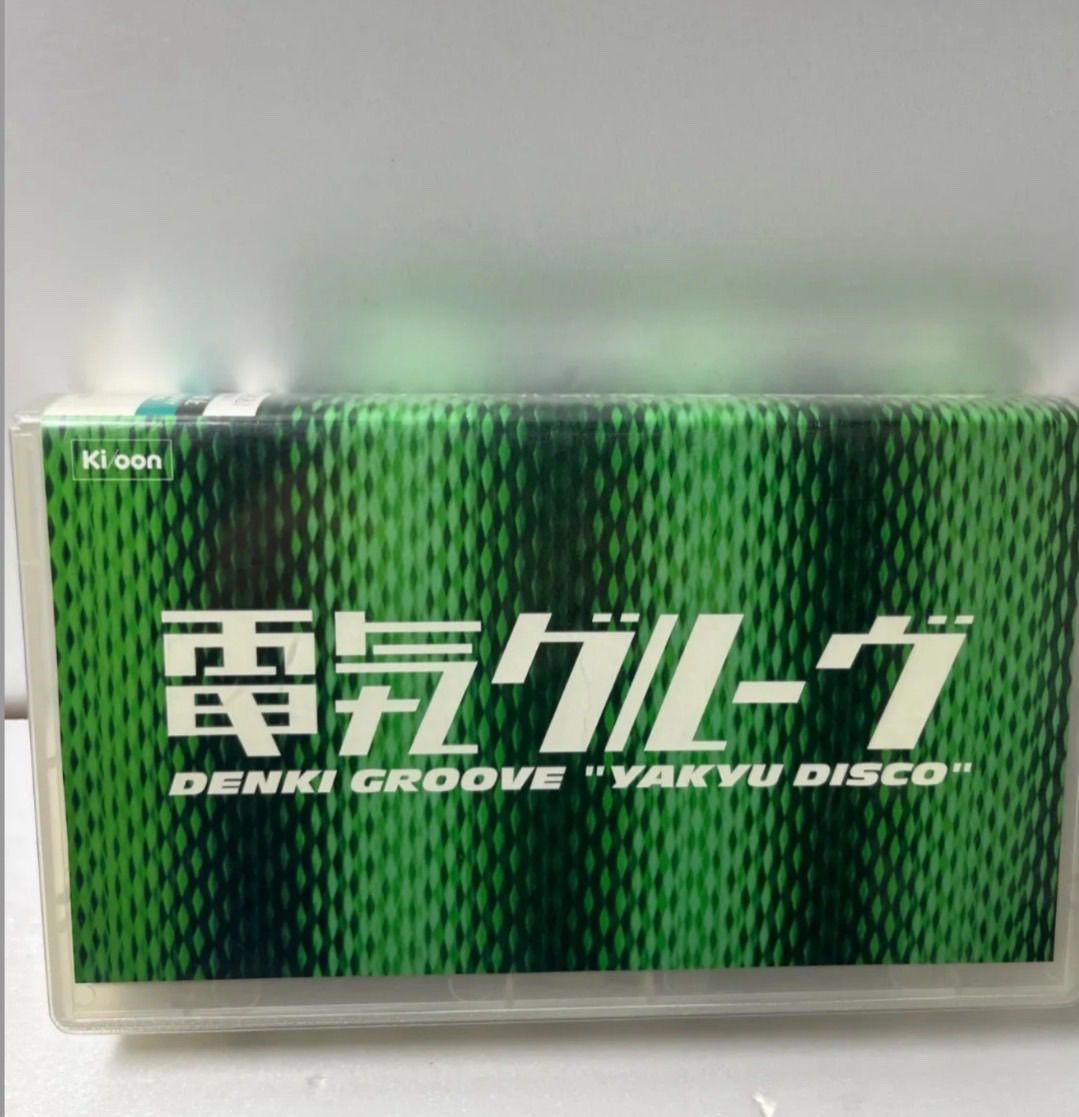 Ki/oon
電気グルーヴ
DENKI GROOVE "YAKYU DISCO"